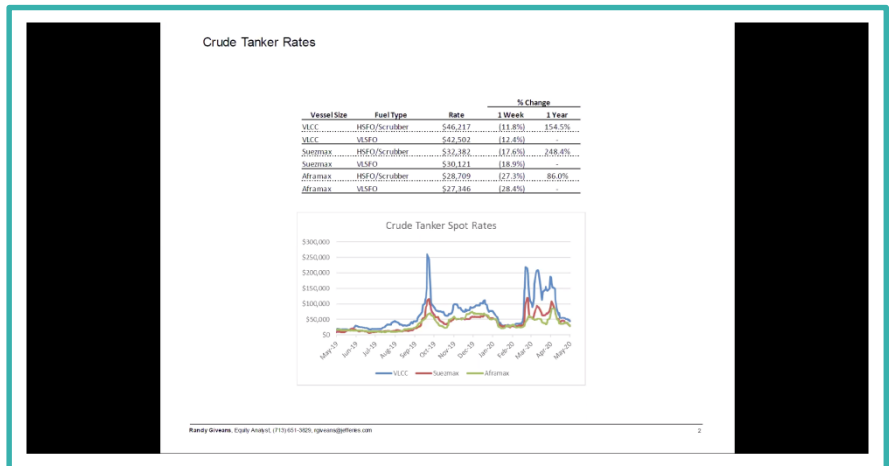 Crude Tanker Rates
% Change
Vessel Size Fuel Type Rate 1 Week 1 Year
VLCC HSFO/Scrubber $46,217 (11.8%) 154.5%
VLCC VLSFO $42,502 (12.4%) -
Suezmax HSFO/Scrubber $32,382 (17.6%) 248.4%
Suezmax VLSFO $30,121 (18.9%) -
Aframax HSFO/Scrubber $28,709 (27.3%) 86.0%
Aframax VLSFO $27,346 (28.4%) -
Crude Tanker Spot Rates
$300,000
$250,000
$200,000
$150,000
$100,000
$50,000
$0
May-19 Jun-19 Jul-19 Aug-19 Sep-19 Oct-19 Nov-19 Dec-19 Jan-20 Feb-20 Mar-20 Apr-20 May-20
VLCC Suezmax Aframax
Randy Giveans, Equity Analyst, (713) 651-3829, rgiveans@jefferies.com 2